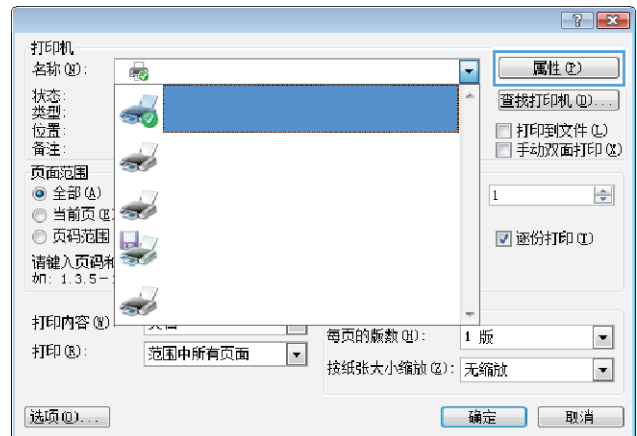 打印机
名称(N):
属性(P)
状态:
查找打印机(D)...
类型:
位置:
打印到文件(L)
备注:
手动双面打印(X)
页面范围
全部(A)
1
当前页(E)
页码范围
逐份打印(T)
请键入页码和
如: 1.3.5-1
打印内容(W)
每页的版数(H):
1 版
打印(R):
范围中所有页面
按纸张大小缩放(Z):
无缩放
选项(O)...
确定
取消